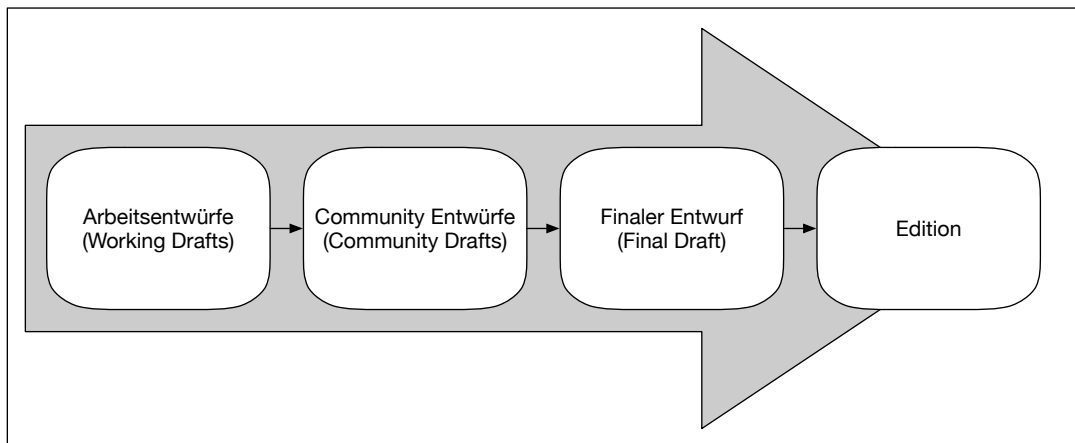 Arbeitsentwürfe
(Working Drafts)
Community Entwürfe
(Community Drafts)
Finaler Entwurf
(Final Draft)
Edition